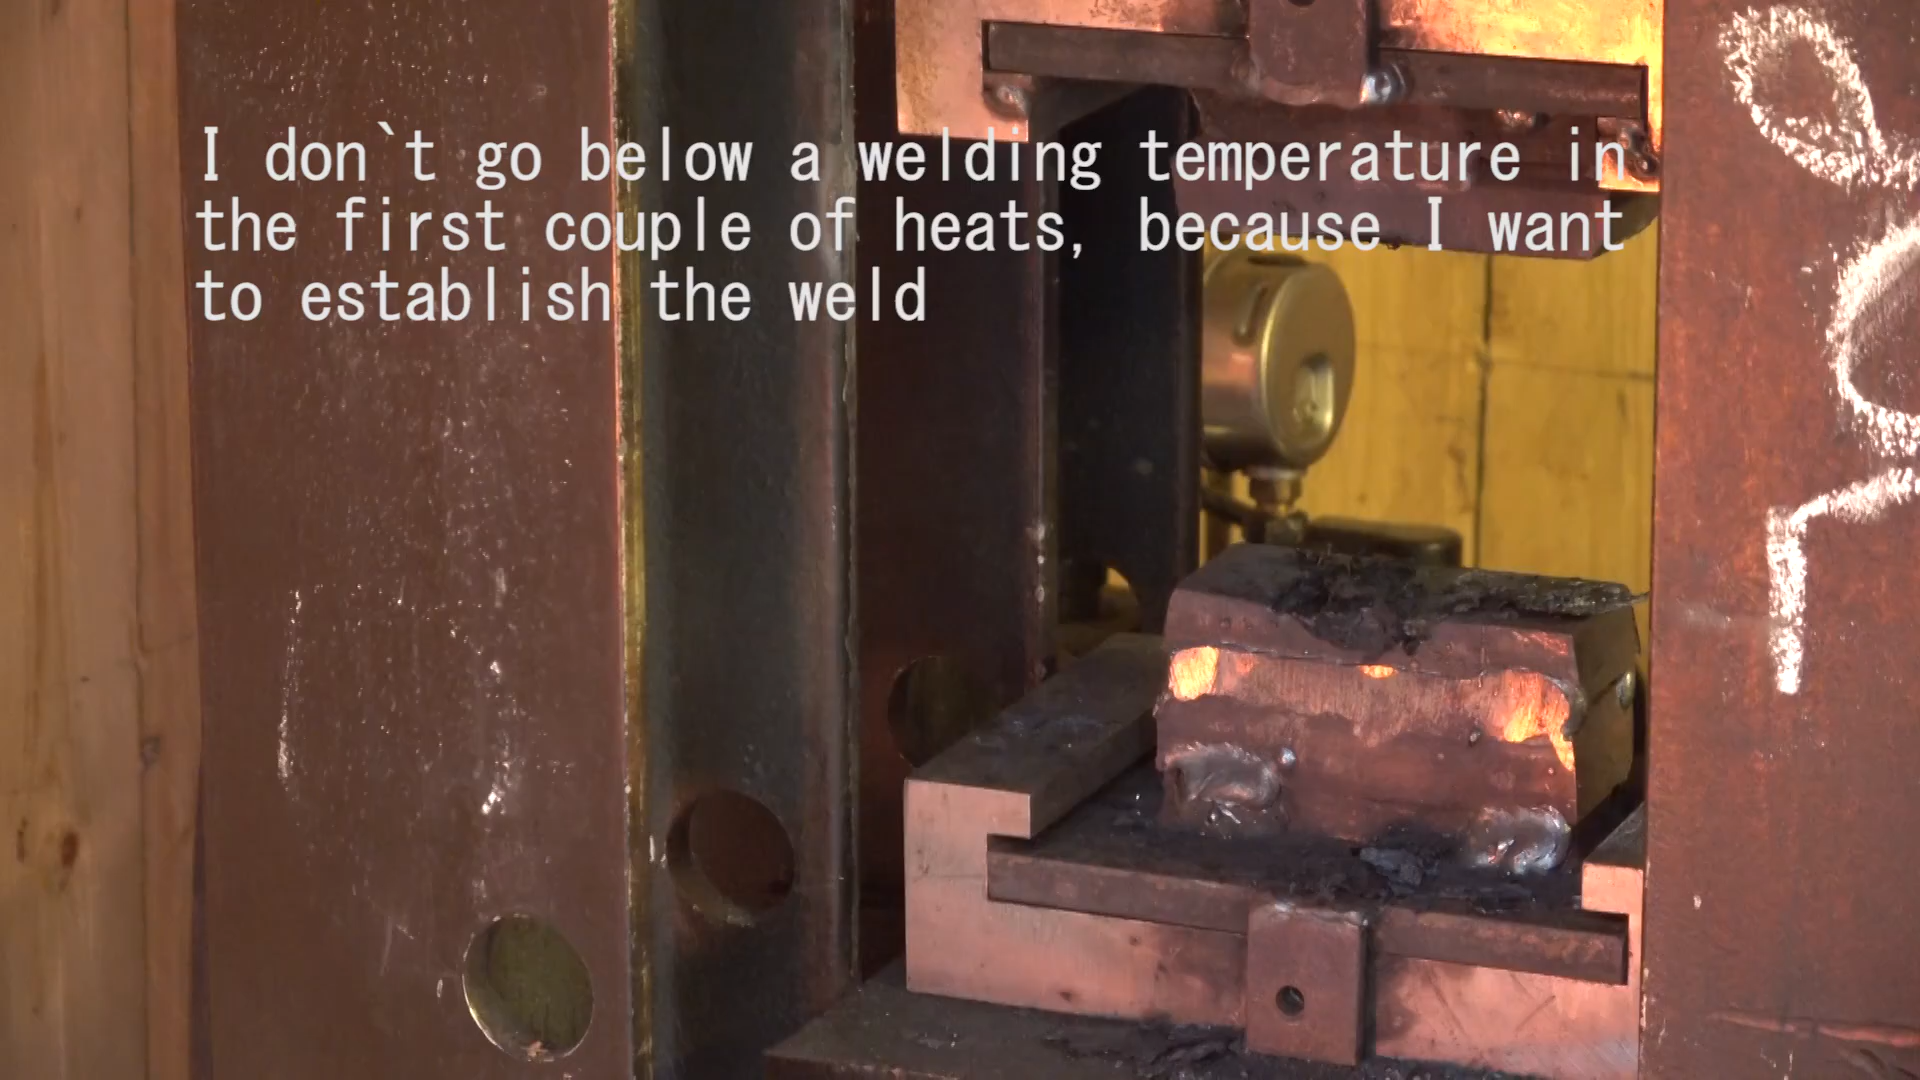 I don`t go below a welding temperature in
the first couple of heats, because I want
to establish the weld